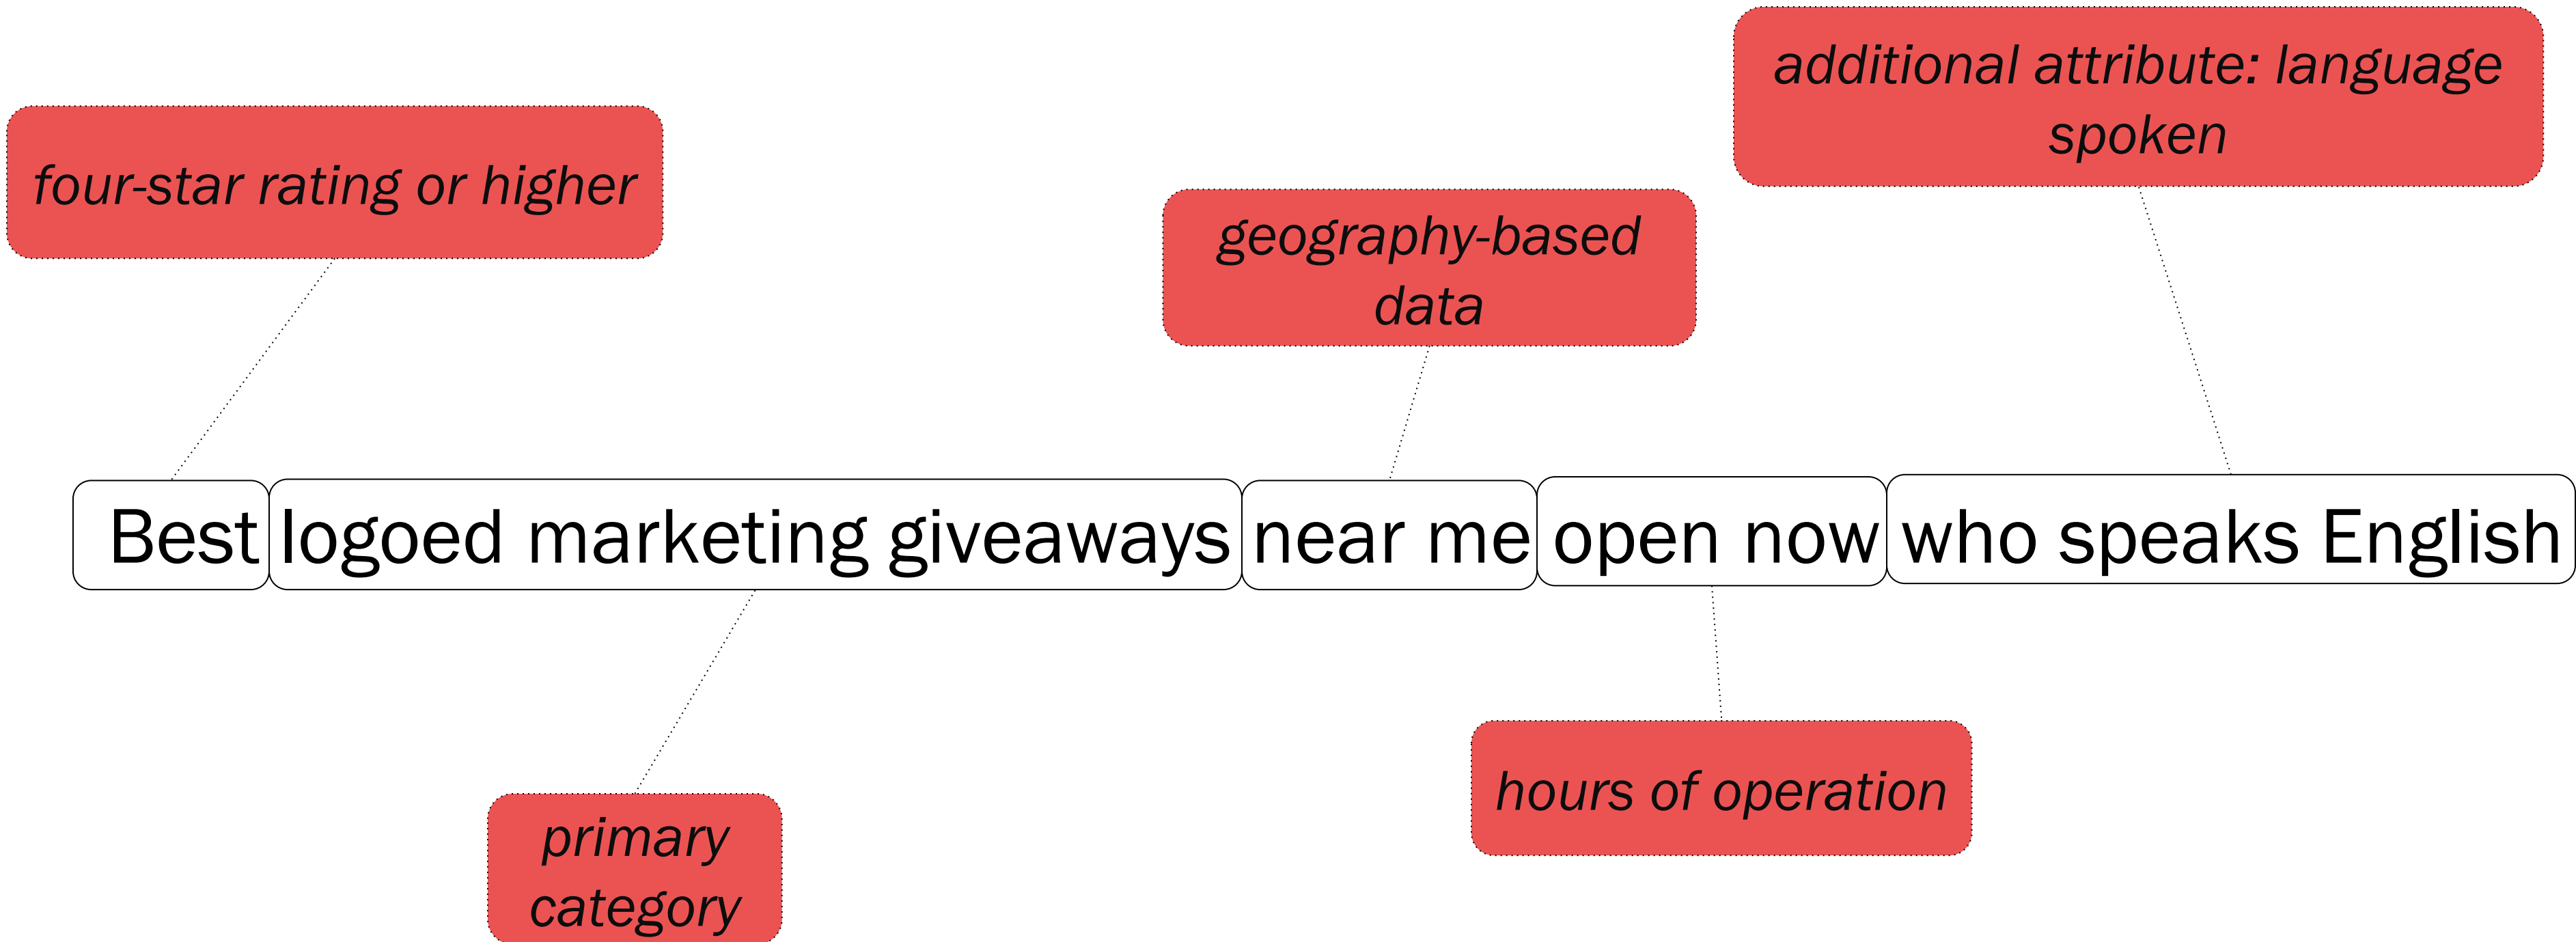 additional attribute: language
spoken
four-star rating or higher
geography-based
data
Best logoed marketing giveaways near me open now who speaks English
hours of operation
primary
category